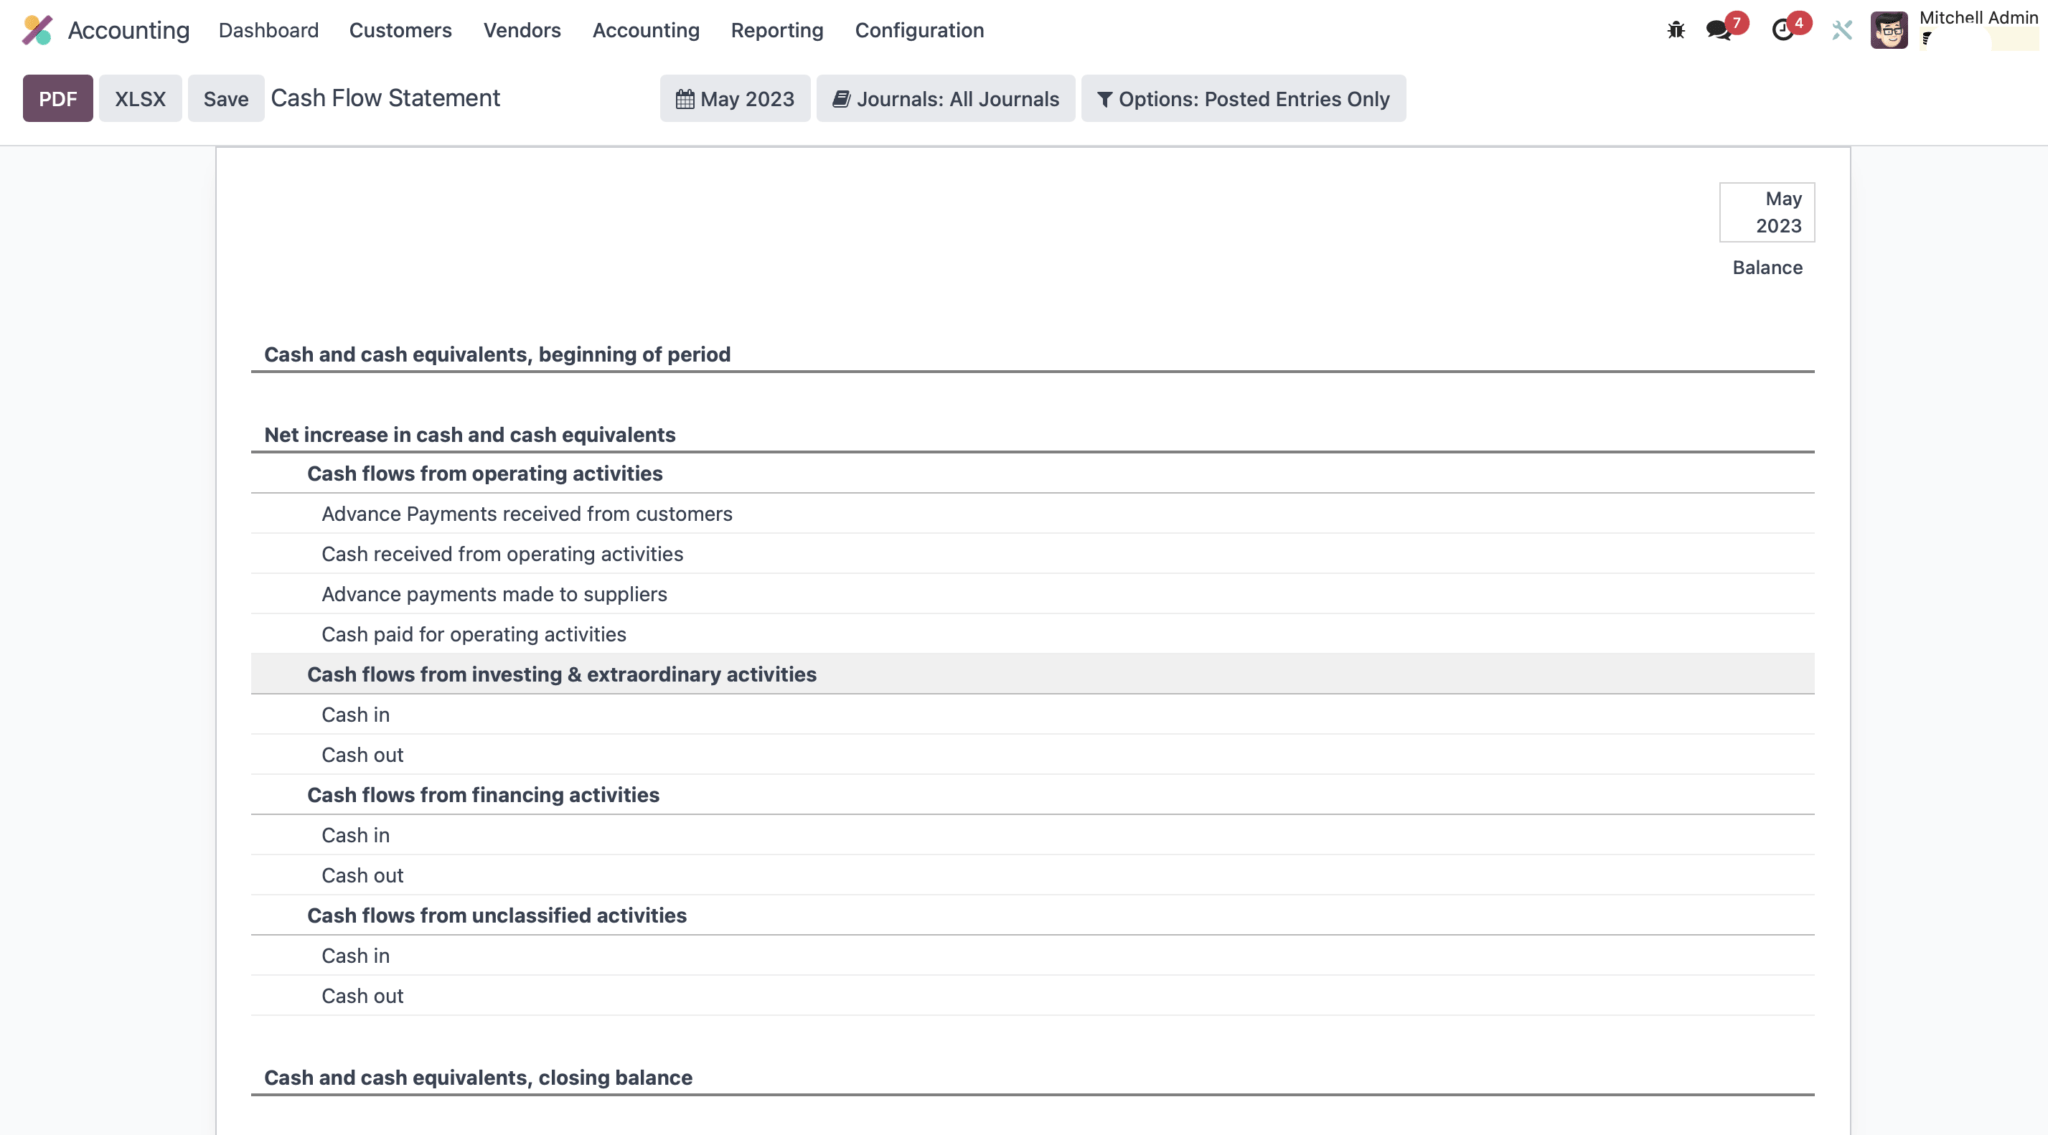 Accounting Dashboard Customers Vendors Accounting Reporting Configuration 7 4 Mitchell Admin
PDF XLSX Save Cash Flow Statement May 2023 Journals: All Journals Options: Posted Entries Only
May
2023
Balance
Cash and cash equivalents, beginning of period
Net increase in cash and cash equivalents
Cash flows from operating activities
Advance Payments received from customers
Cash received from operating activities
Advance payments made to suppliers
Cash paid for operating activities
Cash flows from investing & extraordinary activities
Cash in
Cash out
Cash flows from financing activities
Cash in
Cash out
Cash flows from unclassified activities
Cash in
Cash out
Cash and cash equivalents, closing balance